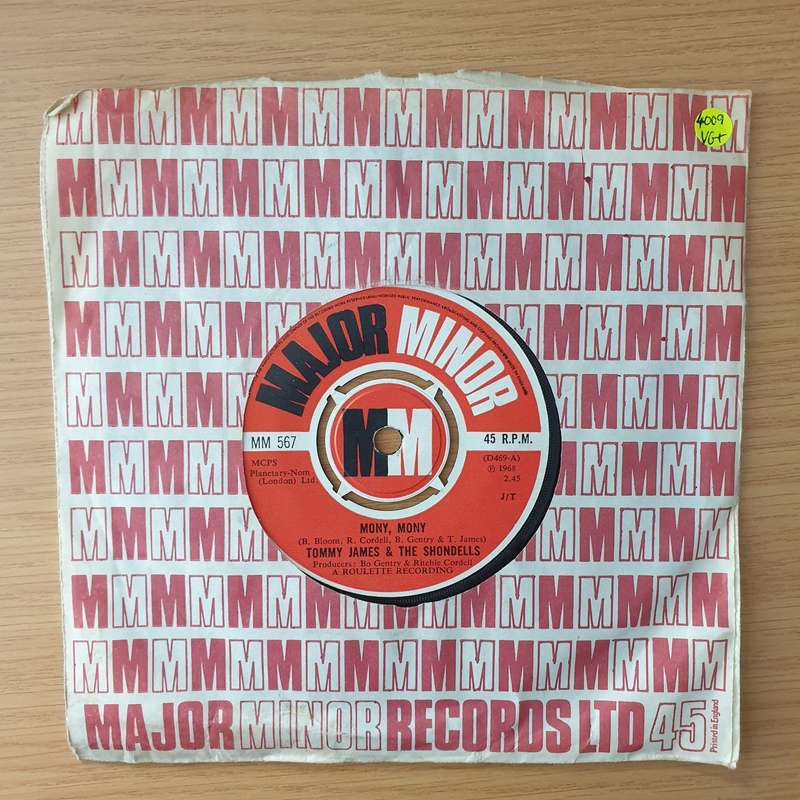 4009
VG+
MAJOR MINOR
MM 567
45 R.P.M.
MCPS
Planetary-Nom
(London) Ltd.
(D469-A)
℗ 1968
2.45
J/T
MM
MONY, MONY
(B. Bloom, R. Cordell, B. Gentry & T. James)
TOMMY JAMES & THE SHONDELLS
Producers: Bo Gentry & Ritchie Cordell
A ROULETTE RECORDING
MAJOR MINOR RECORDS LTD 45
Printed in England